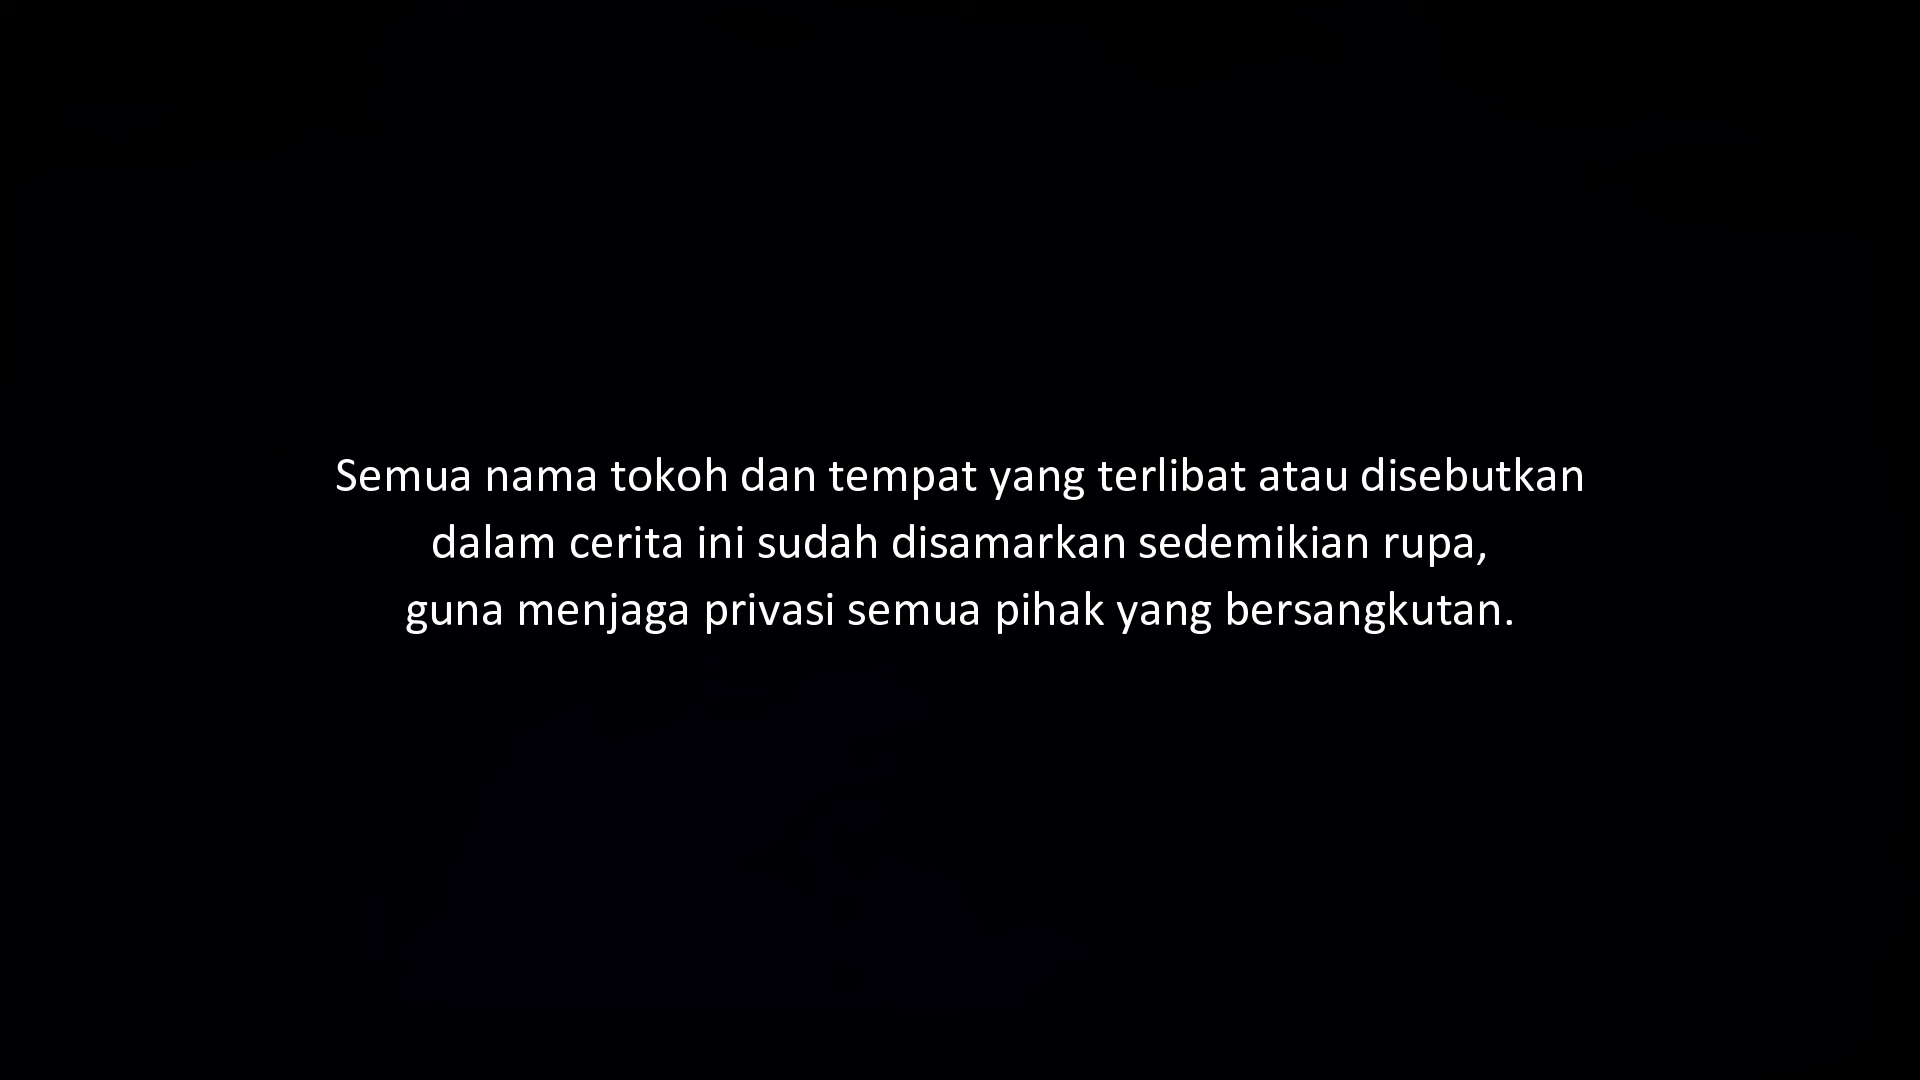 Semua nama tokoh dan tempat yang terlibat atau disebutkan
dalam cerita ini sudah disamarkan sedemikian rupa,
guna menjaga privasi semua pihak yang bersangkutan.